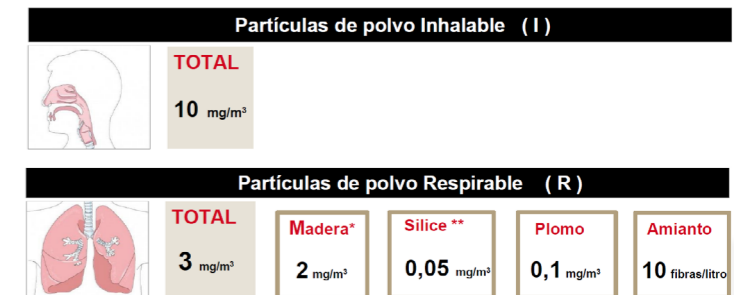 Partículas de polvo Inhalable ( I )
TOTAL
10 mg/m³
Partículas de polvo Respirable ( R )
TOTAL
3 mg/m³
Madera*
2 mg/m³
Silice **
0,05 mg/m³
Plomo
0,1 mg/m³
Amianto
10 fibras/litro